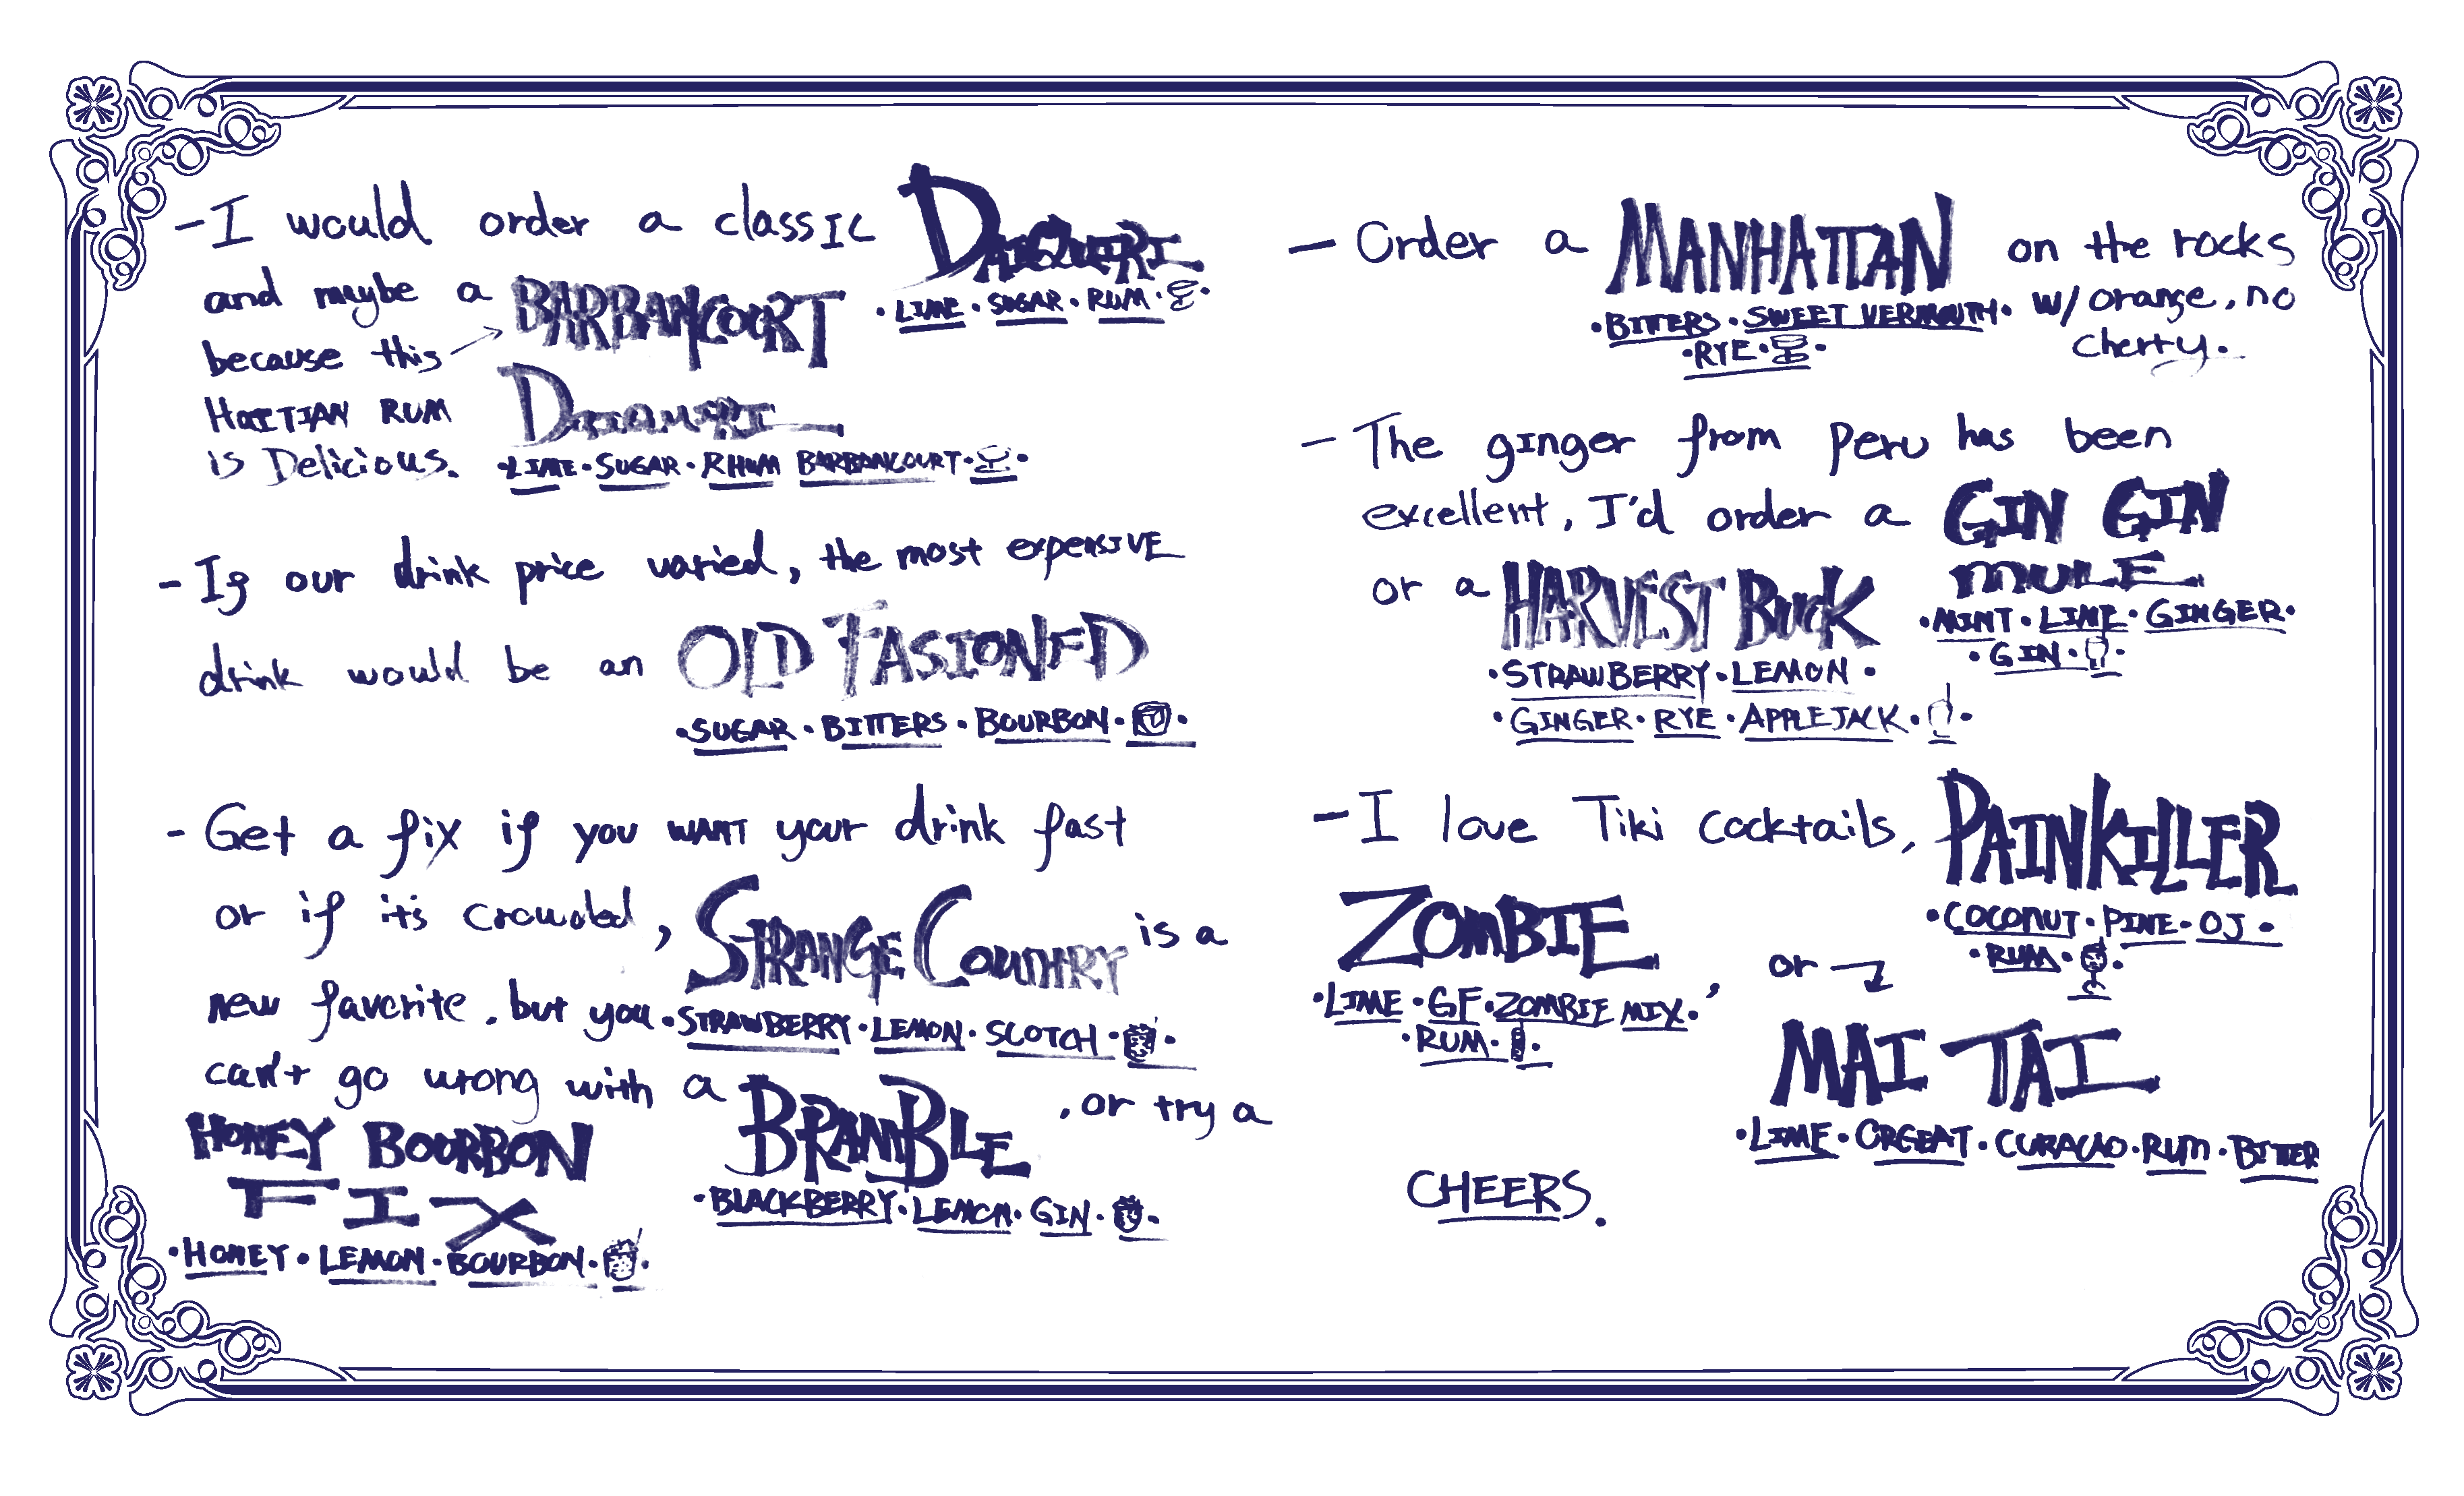 - I would order a classic DAIQUIRI
· LIME · SUGAR · RUM ·
and maybe a BARBANCOURT
because this → DAIQUIRI
HAITIAN RUM
is Delicious. · LIME · SUGAR · RHUM BARBANCOURT ·
- If our drink price varied, the most expensive
drink would be an OLD FASIONED
· SUGAR · BITTERS · BOURBON ·
- Get a fix if you want your drink fast
or if it's crowded, STRANGE COUNTRY is a
new favorite, but you · STRAWBERRY · LEMON · SCOTCH ·
can't go wrong with a BRAMBLE, or try a
· BLACKBERRY · LEMON · GIN ·
HONEY BOURBON
FIX
· HONEY · LEMON · BOURBON ·
- Order a MANHATTAN on the rocks
· BITTERS · SWEET VERMOUTH · w/ orange, no
· RYE · cherry.
- The ginger from Peru has been
excellent, I'd order a GIN GIN
MULE
· MINT · LIME · GINGER ·
· GIN ·
or a HARVEST BUCK
· STRAWBERRY · LEMON ·
· GINGER · RYE · APPLEJACK ·
- I love Tiki cocktails, PAINKILLER
· COCONUT · PINE · OJ ·
· RUM ·
ZOMBIE
· LIME · GF · ZOMBIE MIX · ,
· RUM ·
or →
MAI TAI
· LIME · ORGEAT · CURACAO · RUM · BITTER
CHEERS.